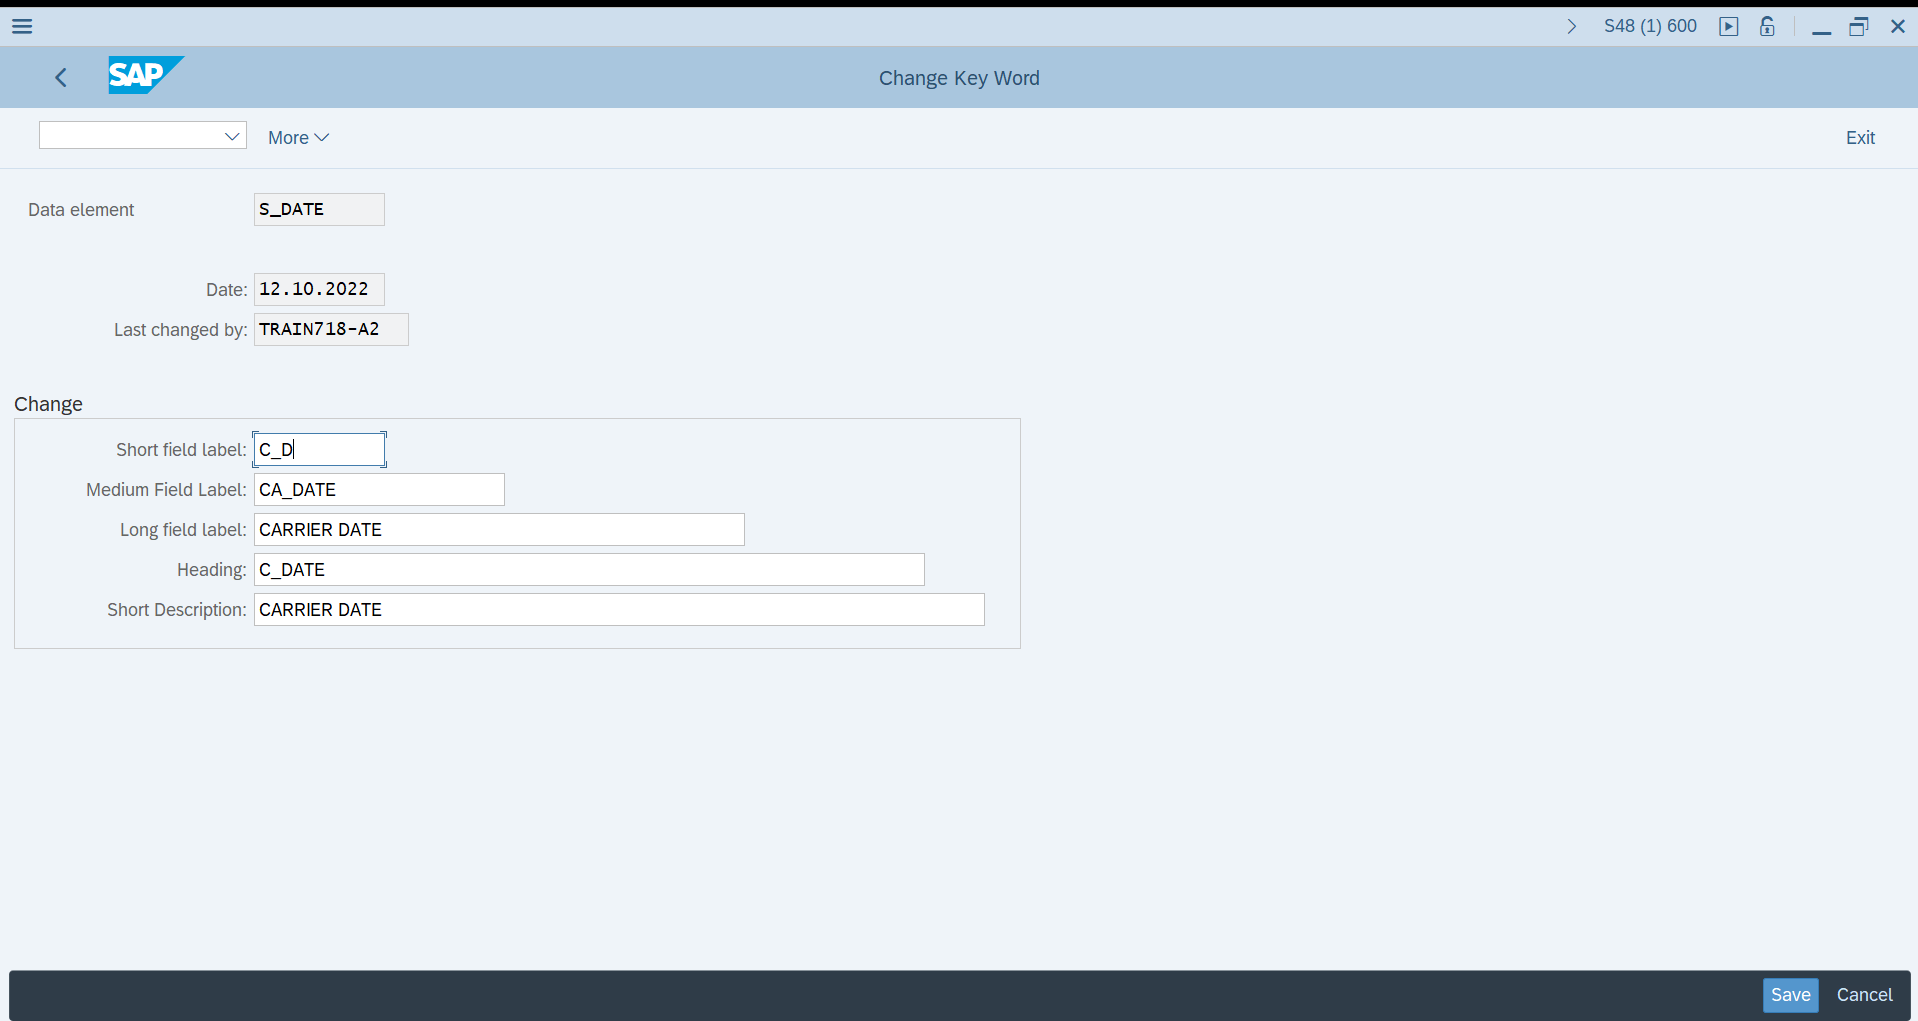 S48 (1) 600
SAP
Change Key Word
More
Exit
Data element S_DATE
Date: 12.10.2022
Last changed by: TRAIN718-A2
Change
Short field label: C_D
Medium Field Label: CA_DATE
Long field label: CARRIER DATE
Heading: C_DATE
Short Description: CARRIER DATE
Save Cancel